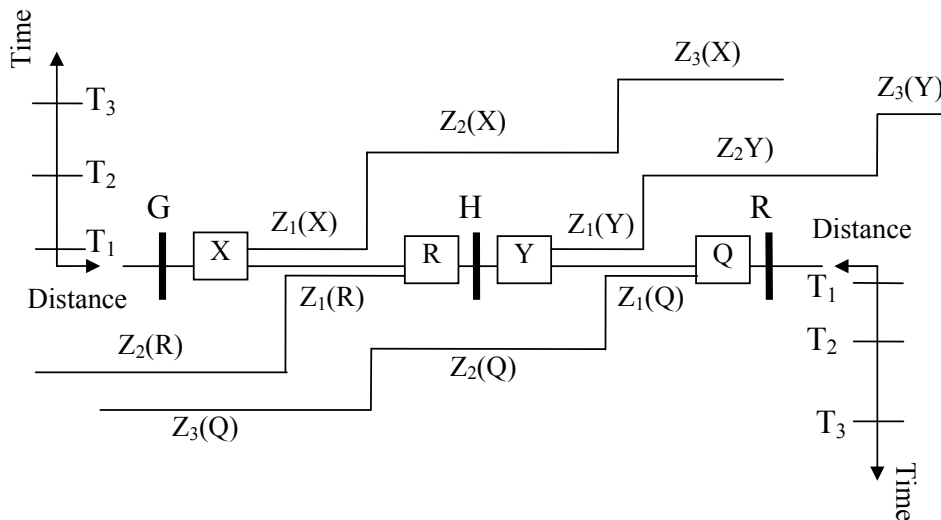 Time
Z₃(X)
Z₃(Y)
T₃
Z₂(X)
T₂
Z₂Y)
G
H
R
T₁
Z₁(X)
Z₁(Y)
Distance
X
R
Y
Q
Distance
Z₁(R)
Z₁(Q)
T₁
Z₂(R)
Z₂(Q)
T₂
Z₃(Q)
T₃
Time